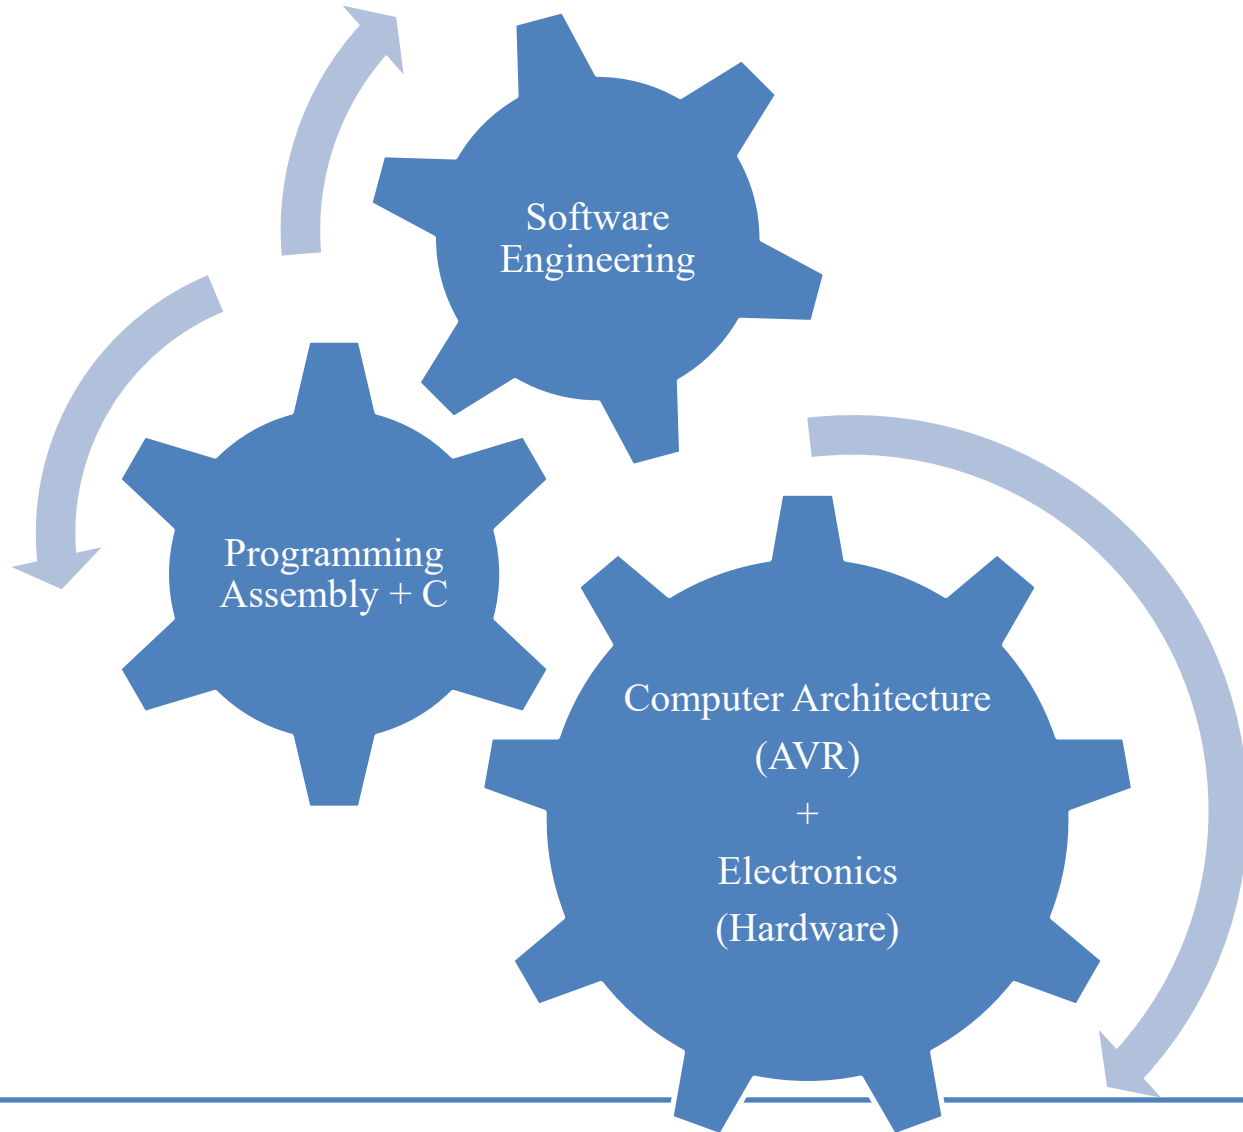 Software
Engineering
Programming
Assembly + C
Computer Architecture
(AVR)
+
Electronics
(Hardware)